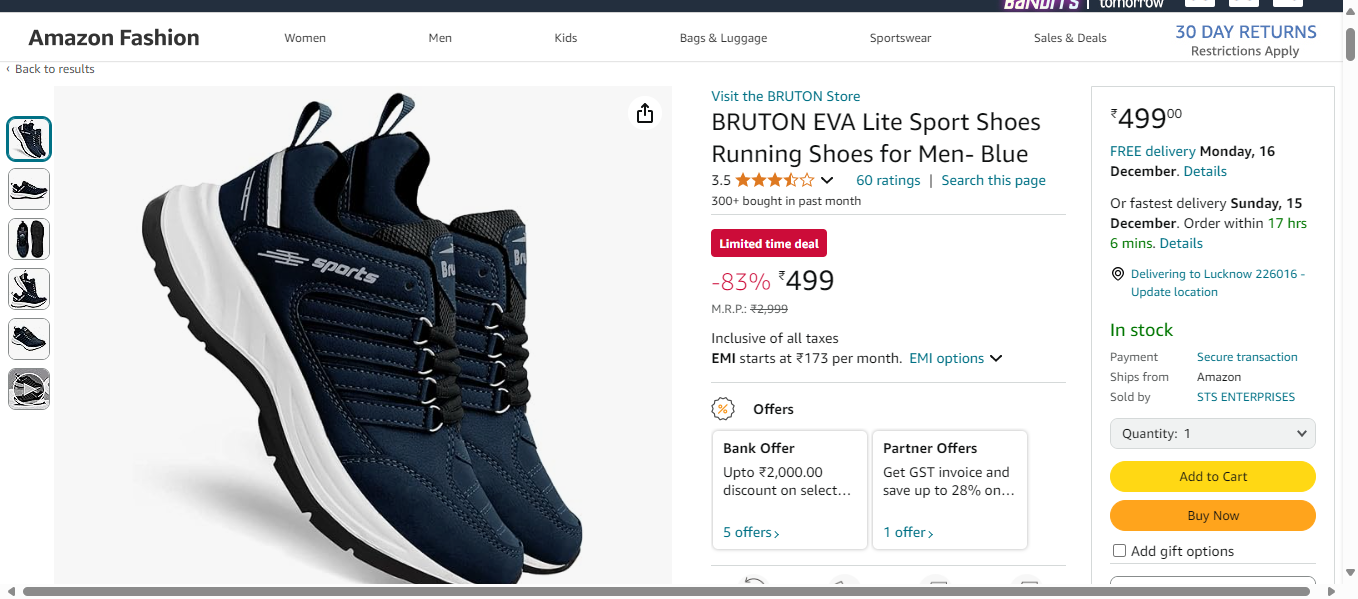 BANDITS | tomorrow
Amazon Fashion
Women
Men
Kids
Bags & Luggage
Sportswear
Sales & Deals
30 DAY RETURNS
Restrictions Apply
‹ Back to results
sports
Bru
Br
Visit the BRUTON Store
BRUTON EVA Lite Sport Shoes
Running Shoes for Men- Blue
3.5
60 ratings | Search this page
300+ bought in past month
Limited time deal
-83% ₹499
M.R.P.: ₹2,999
Inclusive of all taxes
EMI starts at ₹173 per month. EMI options
% Offers
Bank Offer
Upto ₹2,000.00
discount on select…
5 offers ›
Partner Offers
Get GST invoice and
save up to 28% on…
1 offer ›
₹49900
FREE delivery Monday, 16
December. Details
Or fastest delivery Sunday, 15
December. Order within 17 hrs
6 mins. Details
Delivering to Lucknow 226016 -
Update location
In stock
Payment Secure transaction
Ships from Amazon
Sold by STS ENTERPRISES
Quantity: 1
Add to Cart
Buy Now
Add gift options